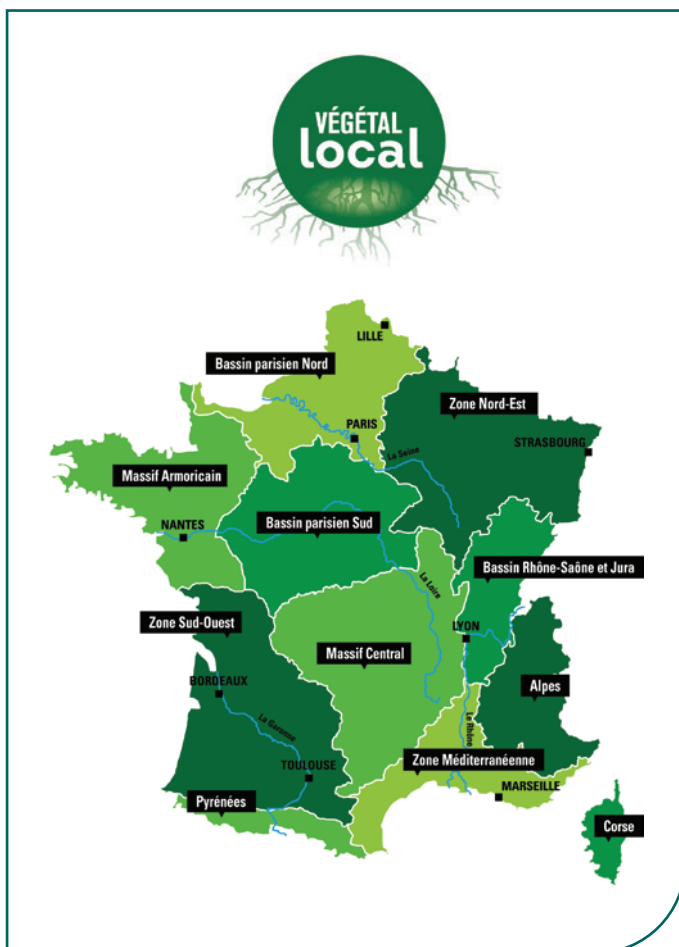 VÉGÉTAL
local
LILLE
Bassin parisien Nord
Zone Nord-Est
PARIS
STRASBOURG
La Seine
Massif Armoricain
Bassin parisien Sud
NANTES
Bassin Rhône-Saône et Jura
La Loire
Zone Sud-Ouest
LYON
Massif Central
BORDEAUX
Alpes
La Garonne
Le Rhône
Zone Méditerranéenne
TOULOUSE
MARSEILLE
Pyrénées
Corse